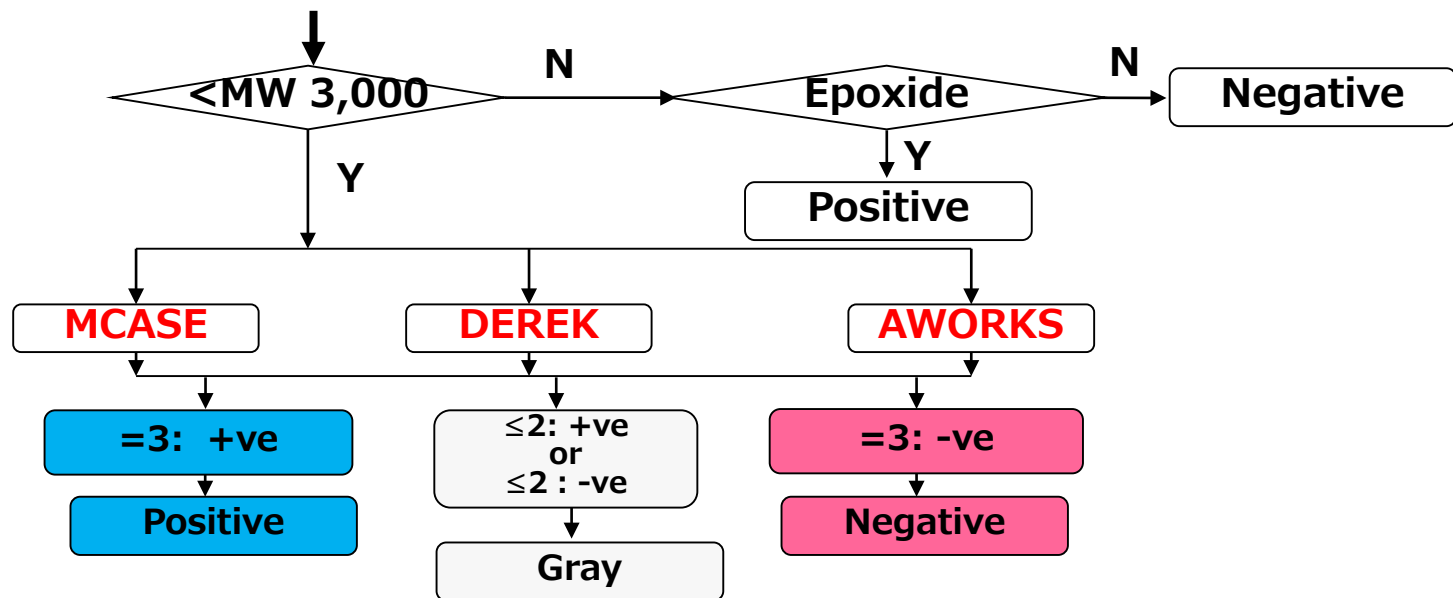 <MW 3,000
N
Epoxide
N
Negative
Y
Y
Positive
MCASE
DEREK
AWORKS
=3: +ve
≤2: +ve
or
≤2 : -ve
=3: -ve
Positive
Gray
Negative